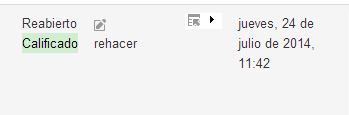 Reabierto
Calificado
rehacer
jueves, 24 de
julio de 2014,
11:42